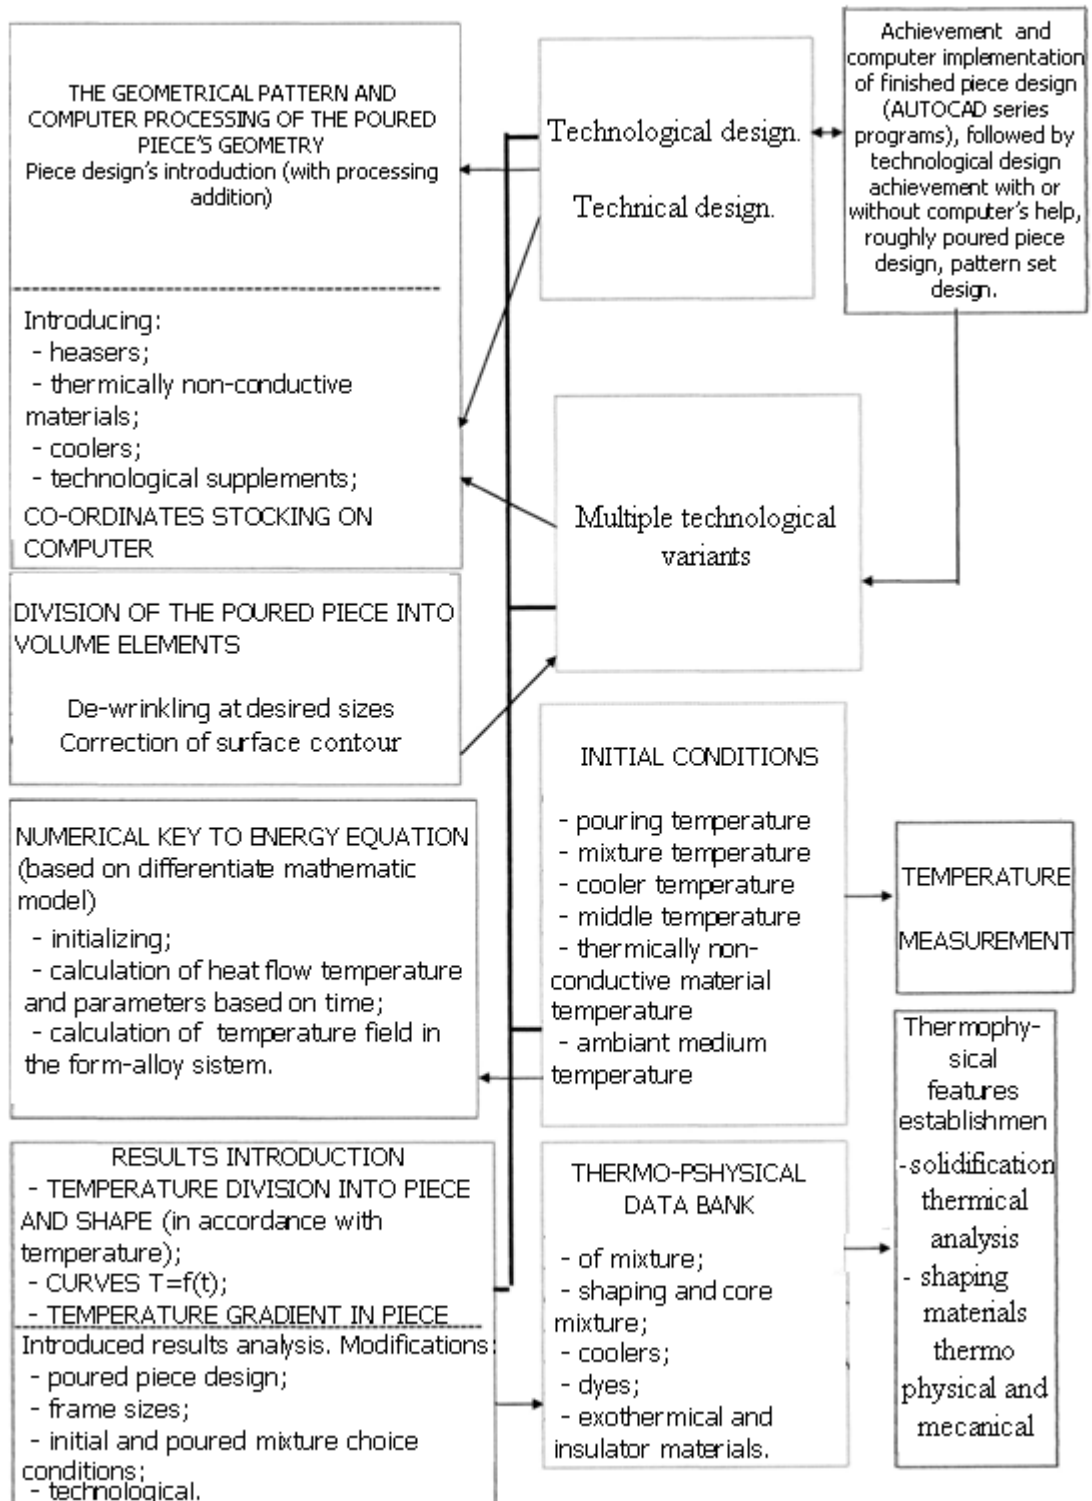 THE GEOMETRICAL PATTERN AND
COMPUTER PROCESSING OF THE POURED
PIECE'S GEOMETRY
Piece design's introduction (with processing
addition)
Introducing:
- heasers;
- thermically non-conductive
materials;
- coolers;
- technological supplements;
CO-ORDINATES STOCKING ON
COMPUTER
DIVISION OF THE POURED PIECE INTO
VOLUME ELEMENTS
De-wrinkling at desired sizes
Correction of surface contour
NUMERICAL KEY TO ENERGY EQUATION
(based on differentiate mathematic
model)
- initializing;
- calculation of heat flow temperature
and parameters based on time;
- calculation of temperature field in
the form-alloy sistem.
RESULTS INTRODUCTION
- TEMPERATURE DIVISION INTO PIECE
AND SHAPE (in accordance with
temperature);
- CURVES T=f(t);
- TEMPERATURE GRADIENT IN PIECE
Introduced results analysis. Modifications:
- poured piece design;
- frame sizes;
- initial and poured mixture choice
conditions;
- technological.
Technological design.
Technical design.
Multiple technological
variants
INITIAL CONDITIONS
- pouring temperature
- mixture temperature
- cooler temperature
- middle temperature
- thermically non-
conductive material
temperature
- ambiant medium
temperature
THERMO-PSHYSICAL
DATA BANK
- of mixture;
- shaping and core
mixture;
- coolers;
- dyes;
- exothermical and
insulator materials.
Achievement and
computer implementation
of finished piece design
(AUTOCAD series
programs), followed by
technological design
achievement with or
without computer's help,
roughly poured piece
design, pattern set
design.
TEMPERATURE
MEASUREMENT
Thermophy-
sical
features
establishmen
-solidification
thermical
analysis
- shaping
materials
thermo
physical and
mecanical